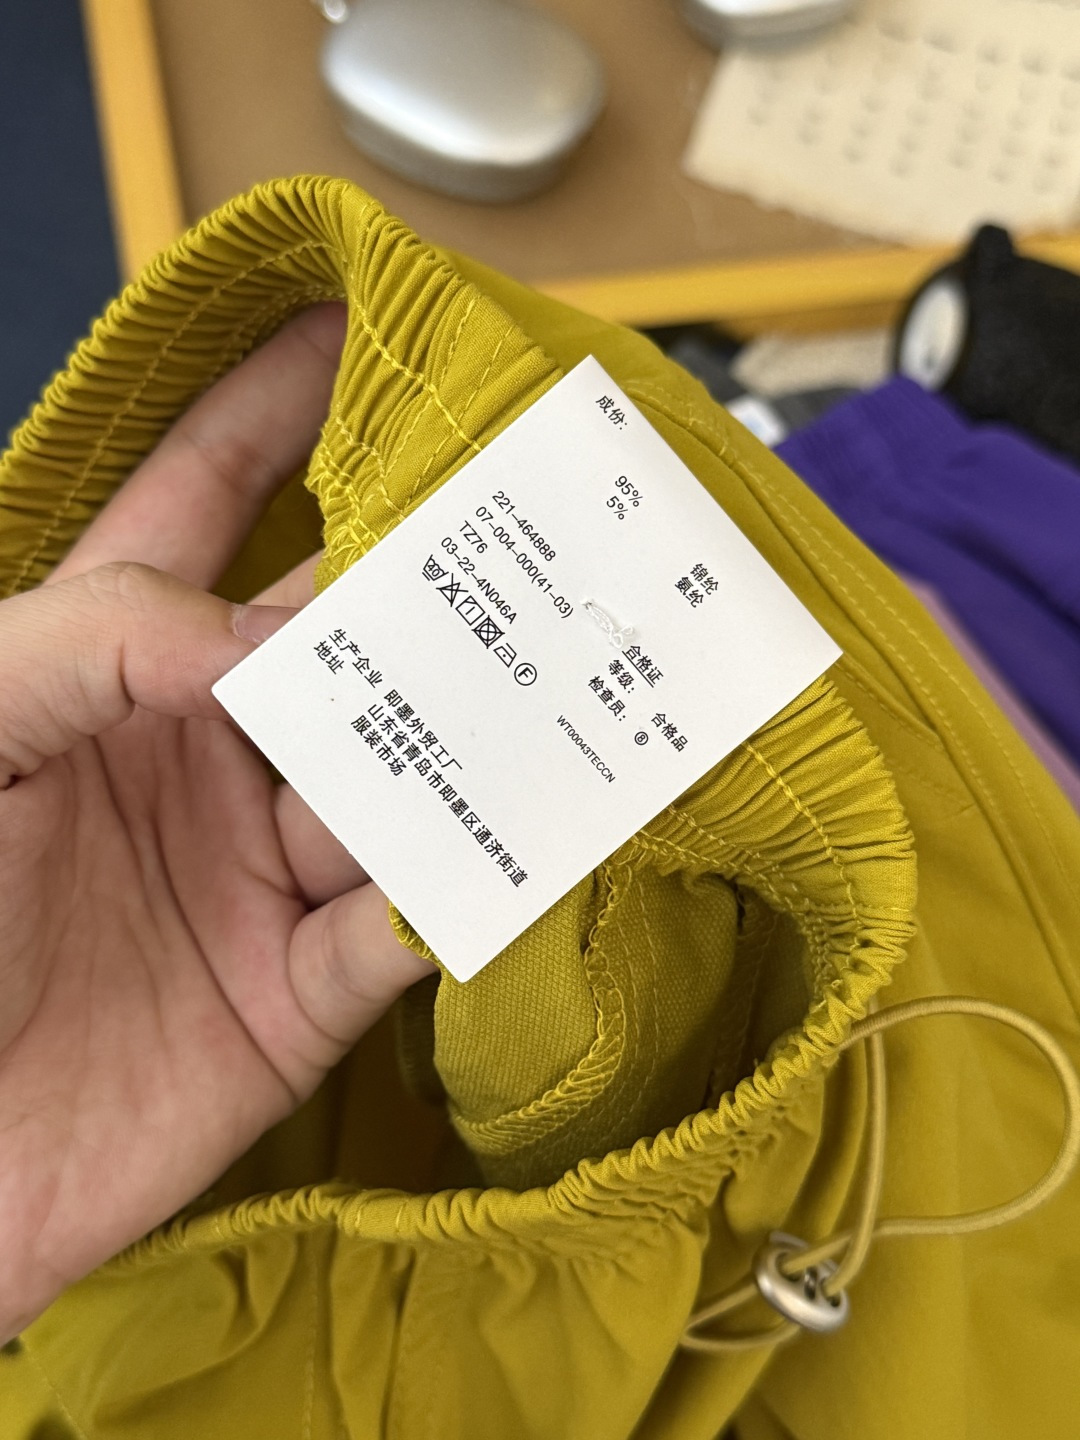 成份:
95% 锦纶
5% 氨纶
221-464888
07-004-000(41-03)
TZ76
03-22-4N046A
合格证
等级: 合格品
检查员: ⑧
WT00043TECCN
生产企业 即墨外贸工厂
地址 山东省青岛市即墨区通济街道
服装市场